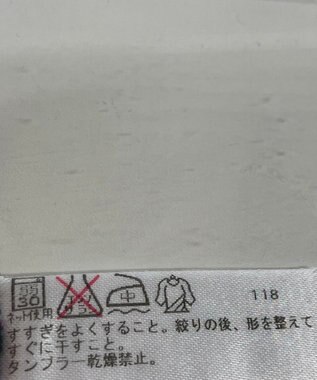 30
中
118
ネット使用
すすぎをよくすること。絞りの後、形を整えて
すぐに干すこと。
タンブラー 乾燥禁止。